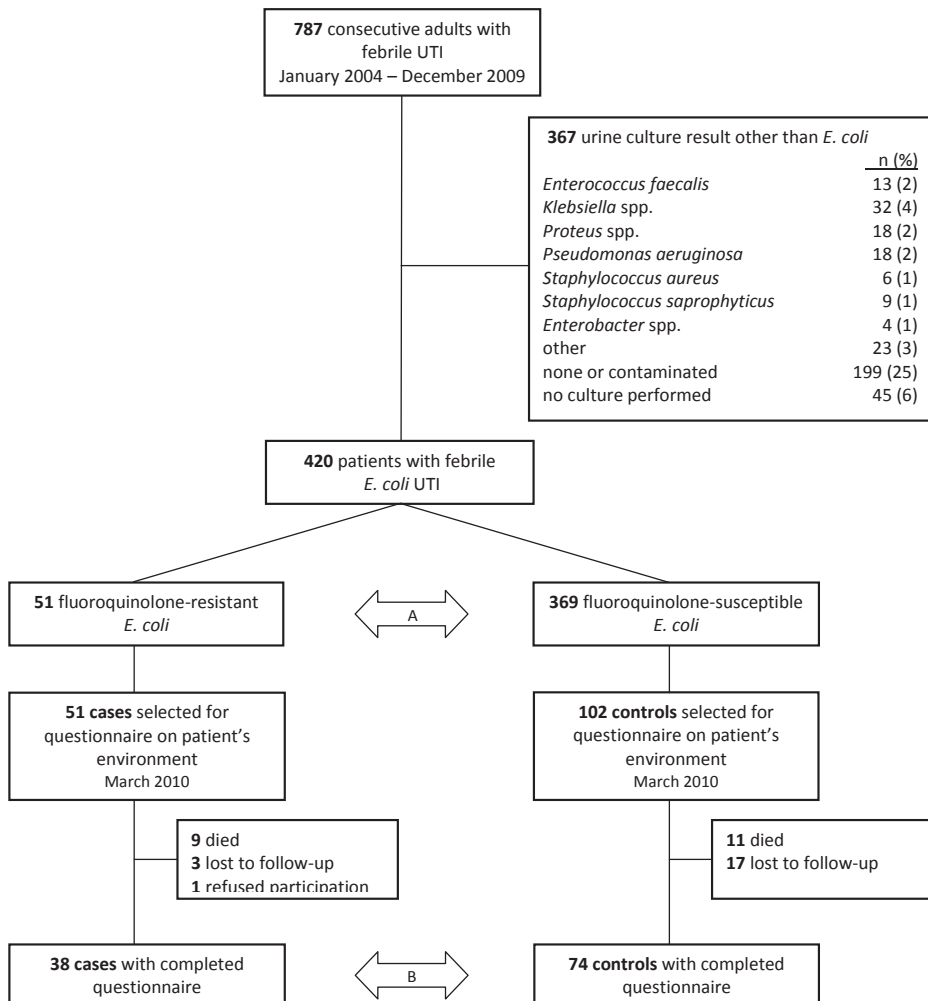 787 consecutive adults with
febrile UTI
January 2004 – December 2009
367 urine culture result other than E. coli
n (%)
Enterococcus faecalis 13 (2)
Klebsiella spp. 32 (4)
Proteus spp. 18 (2)
Pseudomonas aeruginosa 18 (2)
Staphylococcus aureus 6 (1)
Staphylococcus saprophyticus 9 (1)
Enterobacter spp. 4 (1)
other 23 (3)
none or contaminated 199 (25)
no culture performed 45 (6)
420 patients with febrile
E. coli UTI
51 fluoroquinolone-resistant
E. coli
A
369 fluoroquinolone-susceptible
E. coli
51 cases selected for
questionnaire on patient's
environment
March 2010
102 controls selected for
questionnaire on patient's
environment
March 2010
9 died
3 lost to follow-up
1 refused participation
11 died
17 lost to follow-up
38 cases with completed
questionnaire
B
74 controls with completed
questionnaire